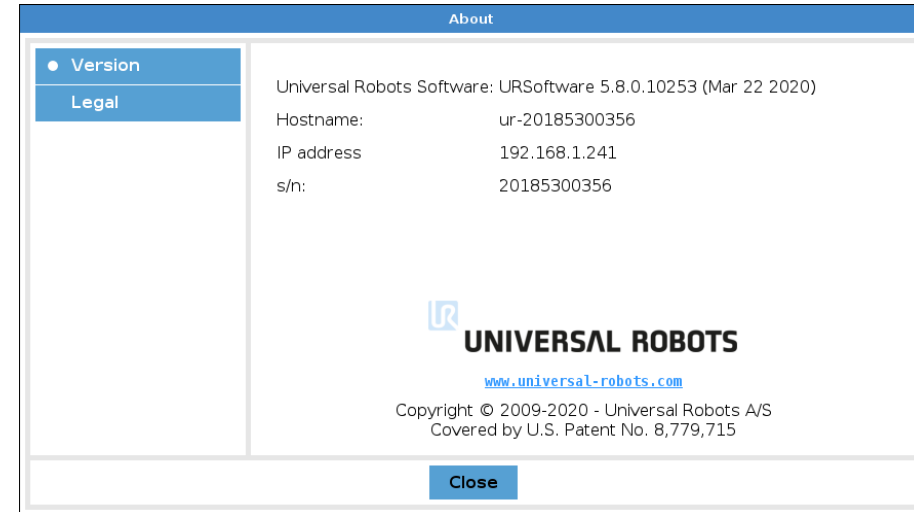 About
Version
Legal
Universal Robots Software: URSoftware 5.8.0.10253 (Mar 22 2020)
Hostname: ur-20185300356
IP address 192.168.1.241
s/n: 20185300356
UR
UNIVERSAL ROBOTS
www.universal-robots.com
Copyright © 2009-2020 - Universal Robots A/S
Covered by U.S. Patent No. 8,779,715
Close